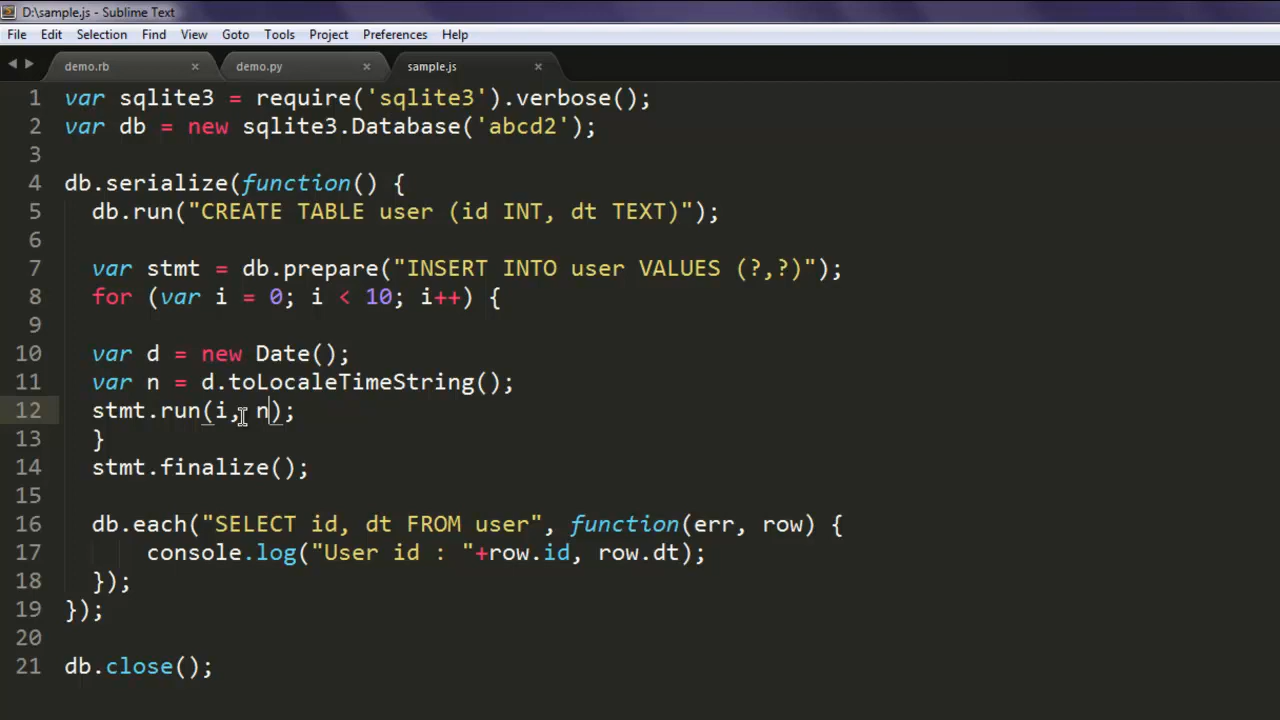 D:\sample.js - Sublime Text
File Edit Selection Find View Goto Tools Project Preferences Help
demo.rb × demo.py × sample.js ×
1 var sqlite3 = require('sqlite3').verbose();
2 var db = new sqlite3.Database('abcd2');
3
4 db.serialize(function() {
5 db.run("CREATE TABLE user (id INT, dt TEXT)");
6
7 var stmt = db.prepare("INSERT INTO user VALUES (?,?)");
8 for (var i = 0; i < 10; i++) {
9
10 var d = new Date();
11 var n = d.toLocaleTimeString();
12 stmt.run(i, n);
13 }
14 stmt.finalize();
15
16 db.each("SELECT id, dt FROM user", function(err, row) {
17 console.log("User id : "+row.id, row.dt);
18 });
19 });
20
21 db.close();